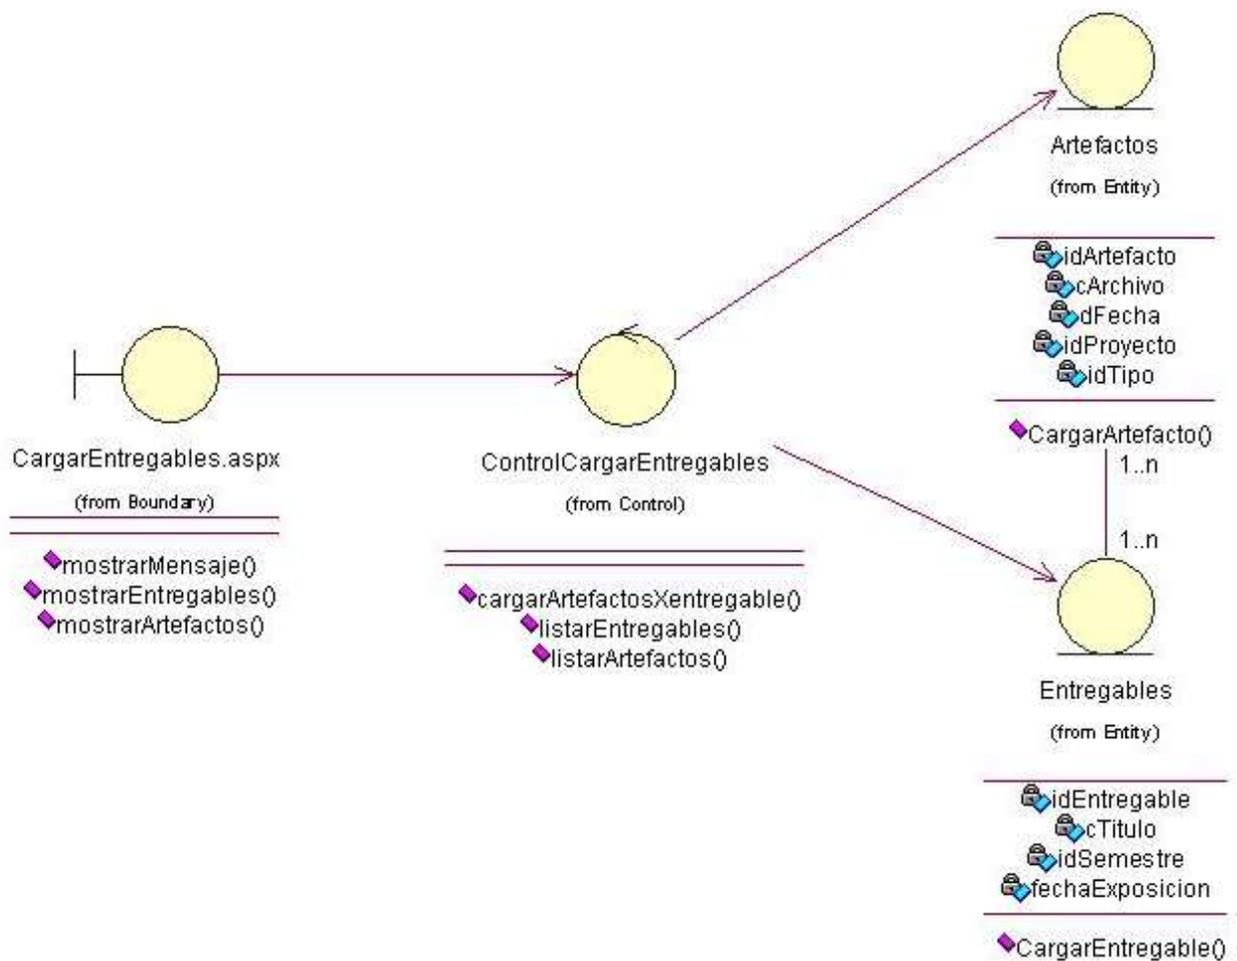 CargarEntregables.aspx
(from Boundary)
mostrarMensaje()
mostrarEntregables()
mostrarArtefactos()
ControlCargarEntregables
(from Control)
cargarArtefactosXentregable()
listarEntregables()
listarArtefactos()
Artefactos
(from Entity)
idArtefacto
cArchivo
dFecha
idProyecto
idTipo
CargarArtefacto()
1..n
1..n
Entregables
(from Entity)
idEntregable
cTitulo
idSemestre
fechaExposicion
CargarEntregable()